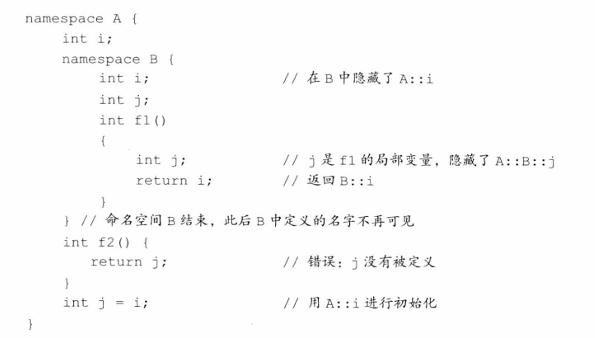 namespace A {
    int i;
    namespace B {
        int i;                // 在 B 中隐藏了 A::i
        int j;
        int f1()
        {
            int j;            // j 是 f1 的局部变量，隐藏了 A::B::j
            return i;         // 返回 B::i
        }
    } // 命名空间 B 结束，此后 B 中定义的名字不再可见
    int f2() {
       return j;              // 错误：j 没有被定义
    }
    int j = i;                // 用 A::i 进行初始化
}